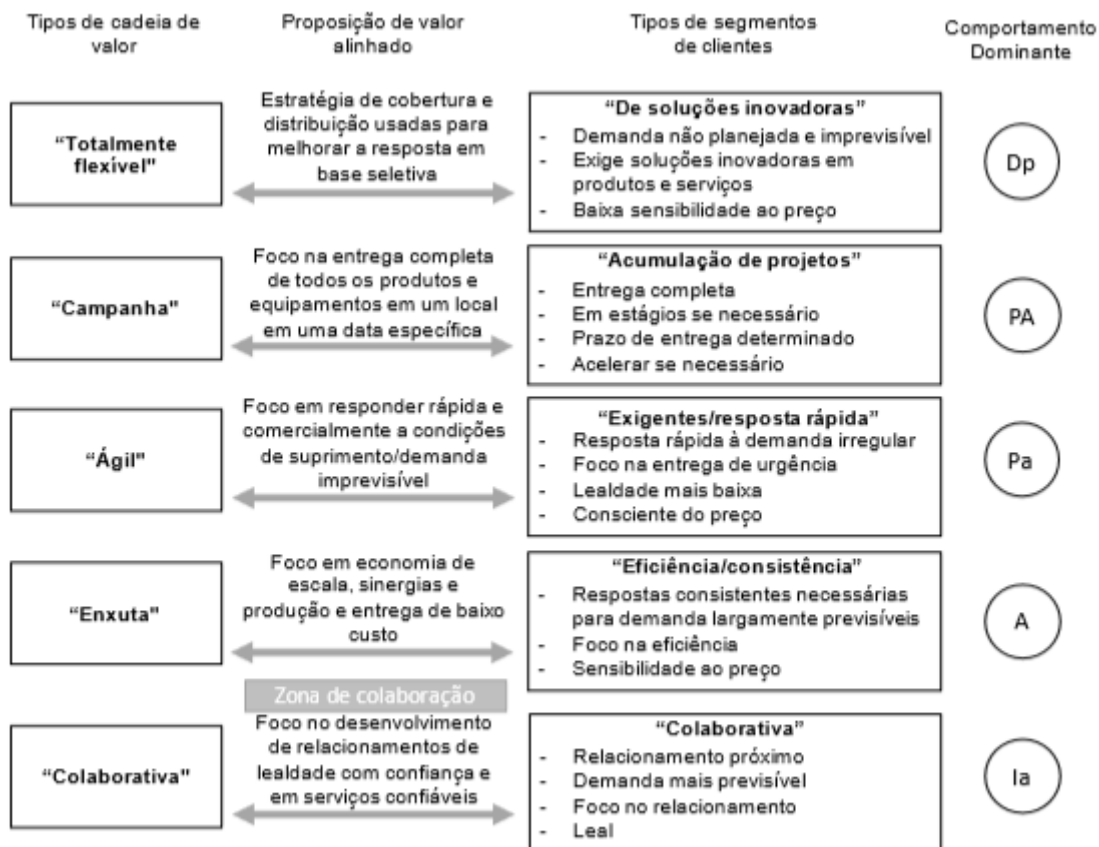 Tipos de cadeia de
valor
Proposição de valor
alinhado
Tipos de segmentos
de clientes
Comportamento
Dominante
"Totalmente
flexível"
Estratégia de cobertura e
distribuição usadas para
melhorar a resposta em
base seletiva
"De soluções inovadoras"
- Demanda não planejada e imprevisível
- Exige soluções inovadoras em
produtos e serviços
- Baixa sensibilidade ao preço
Dp
"Campanha"
Foco na entrega completa
de todos os produtos e
equipamentos em um local
em uma data específica
"Acumulação de projetos"
- Entrega completa
- Em estágios se necessário
- Prazo de entrega determinado
- Acelerar se necessário
PA
"Ágil"
Foco em responder rápida e
comercialmente a condições
de suprimento/demanda
imprevisível
"Exigentes/resposta rápida"
- Resposta rápida à demanda irregular
- Foco na entrega de urgência
- Lealdade mais baixa
- Consciente do preço
Pa
"Enxuta"
Foco em economia de
escala, sinergias e
produção e entrega de baixo
custo
"Eficiência/consistência"
- Respostas consistentes necessárias
para demanda largamente previsíveis
- Foco na eficiência
- Sensibilidade ao preço
A
Zona de colaboração
"Colaborativa"
Foco no desenvolvimento
de relacionamentos de
lealdade com confiança e
em serviços confiáveis
"Colaborativa"
- Relacionamento próximo
- Demanda mais previsível
- Foco no relacionamento
- Leal
Ia